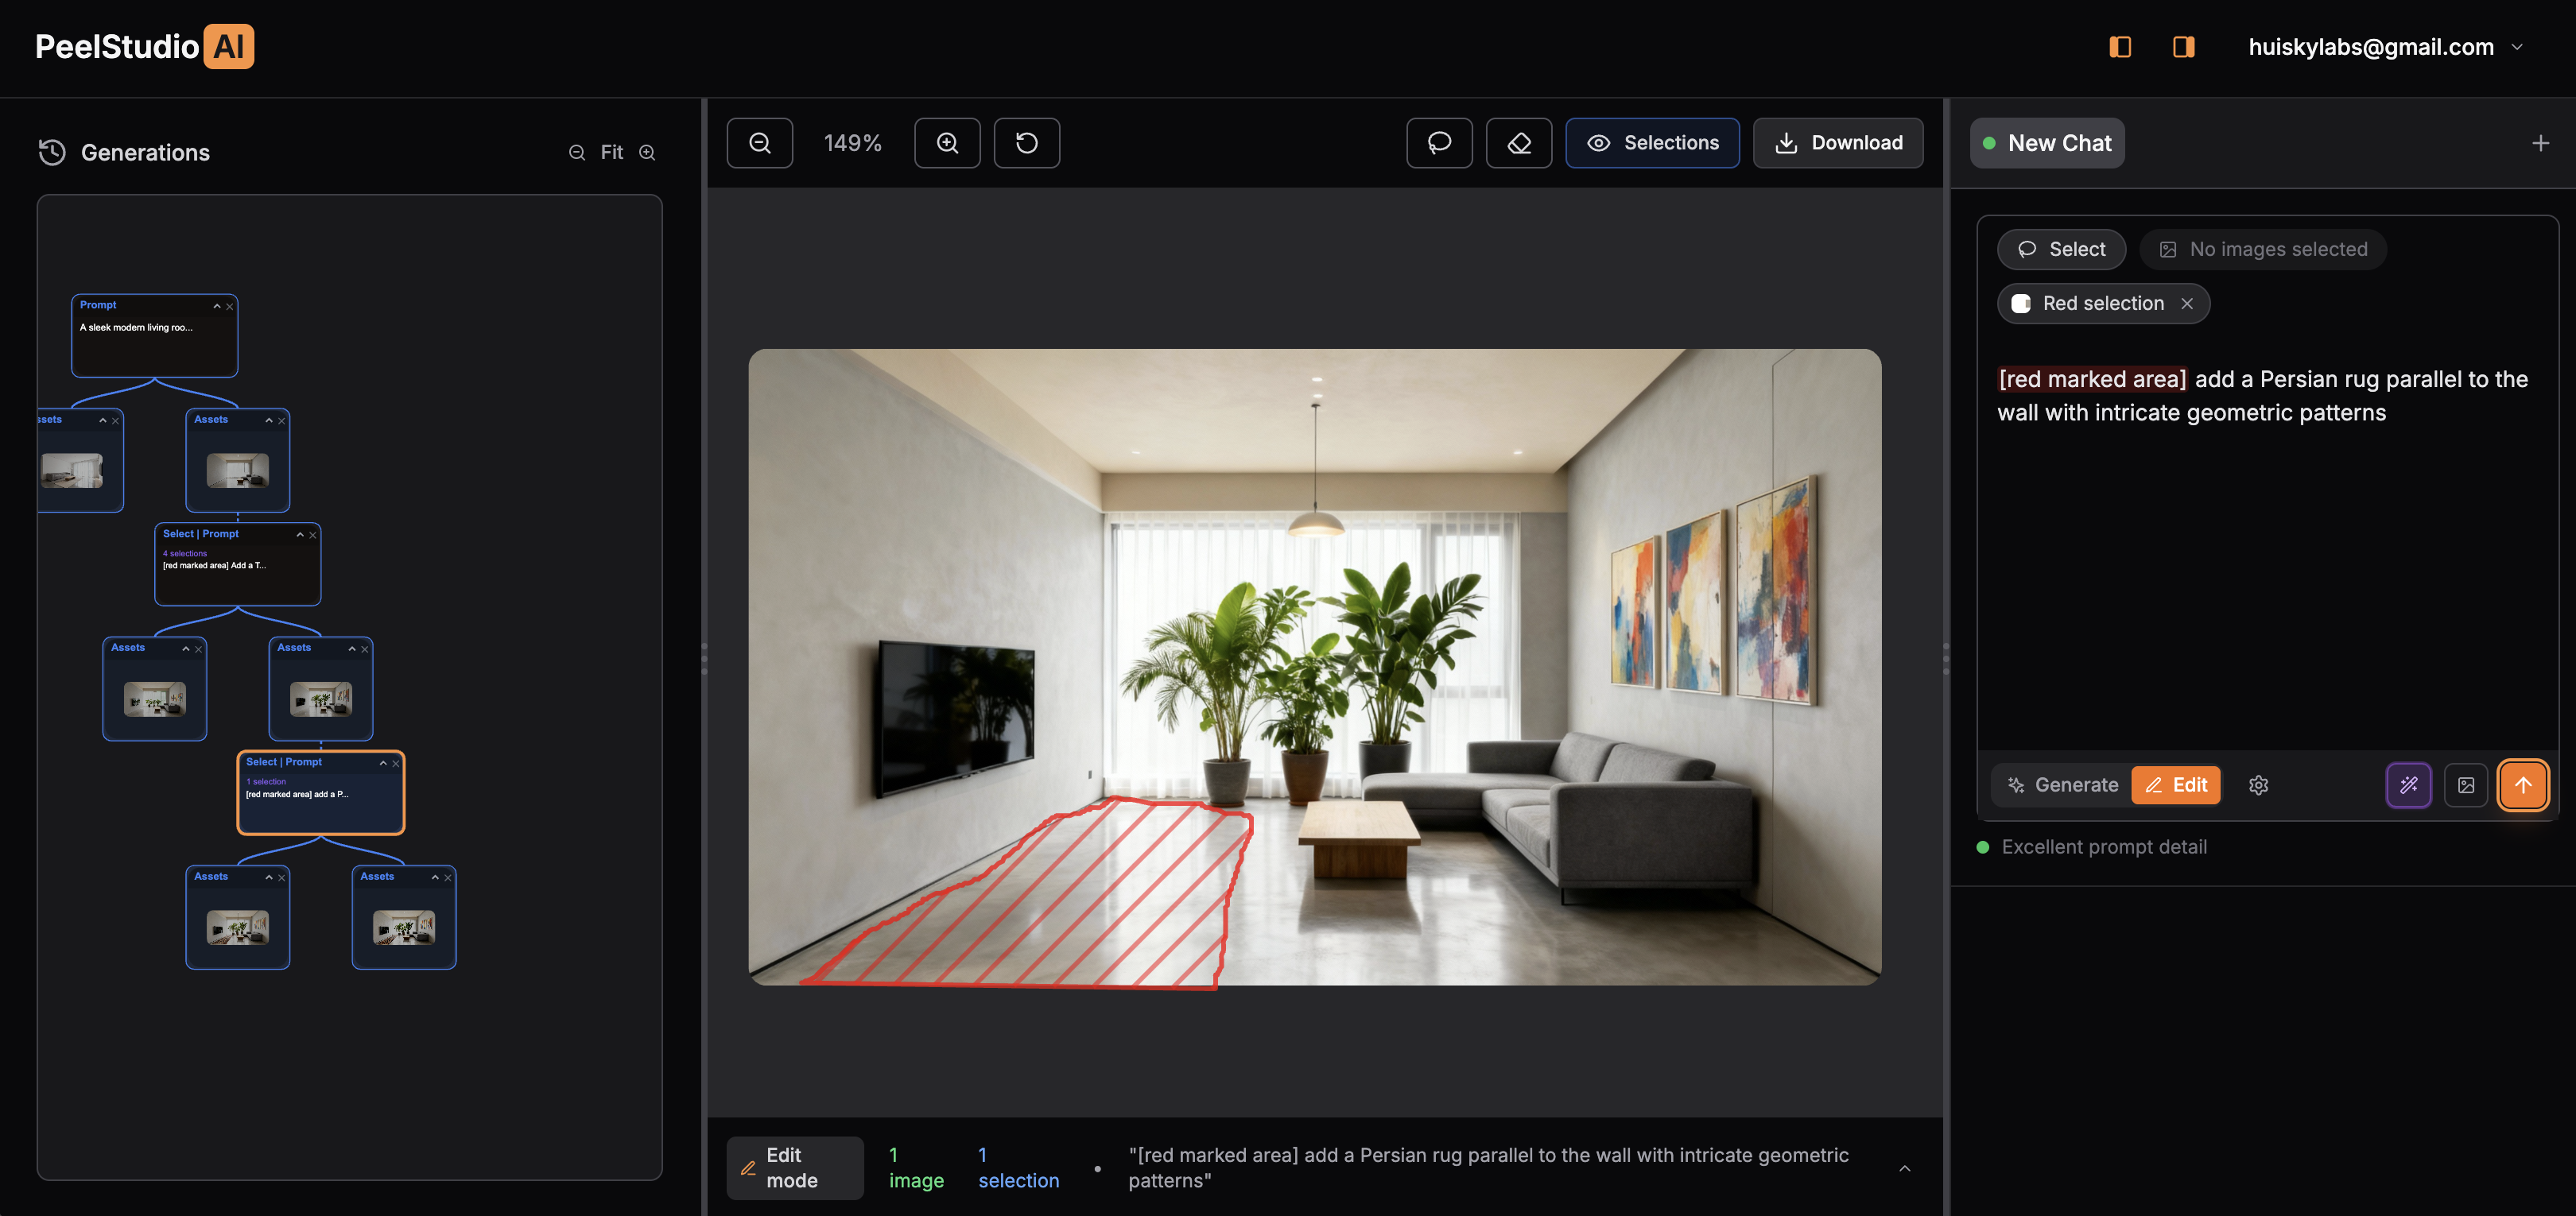 PeelStudio AI
huiskylabs@gmail.com
Generations
Fit
Prompt
A sleek modern living roo...
ssets
Assets
Select | Prompt
4 selections
[red marked area] Add a T...
Assets
Assets
Select | Prompt
1 selection
[red marked area] add a P...
Assets
Assets
149%
Selections
Download
Edit
mode
1
image
1
selection
•
"[red marked area] add a Persian rug parallel to the wall with intricate geometric
patterns"
New Chat
Select
No images selected
Red selection
[red marked area] add a Persian rug parallel to the
wall with intricate geometric patterns
Generate
Edit
Excellent prompt detail